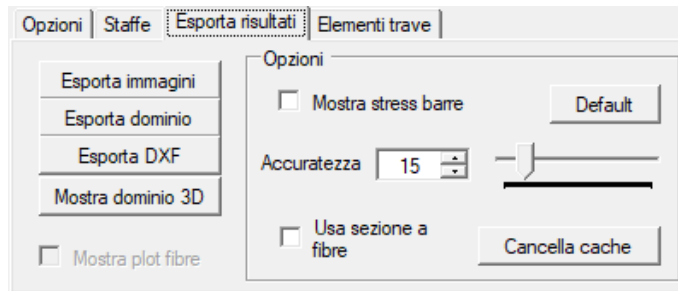 Opzioni Staffe Esporta risultati Elementi trave
Esporta immagini
Esporta dominio
Esporta DXF
Mostra dominio 3D
Mostra plot fibre
Opzioni
Mostra stress barre Default
Accuratezza 15
Usa sezione a
fibre
Cancella cache